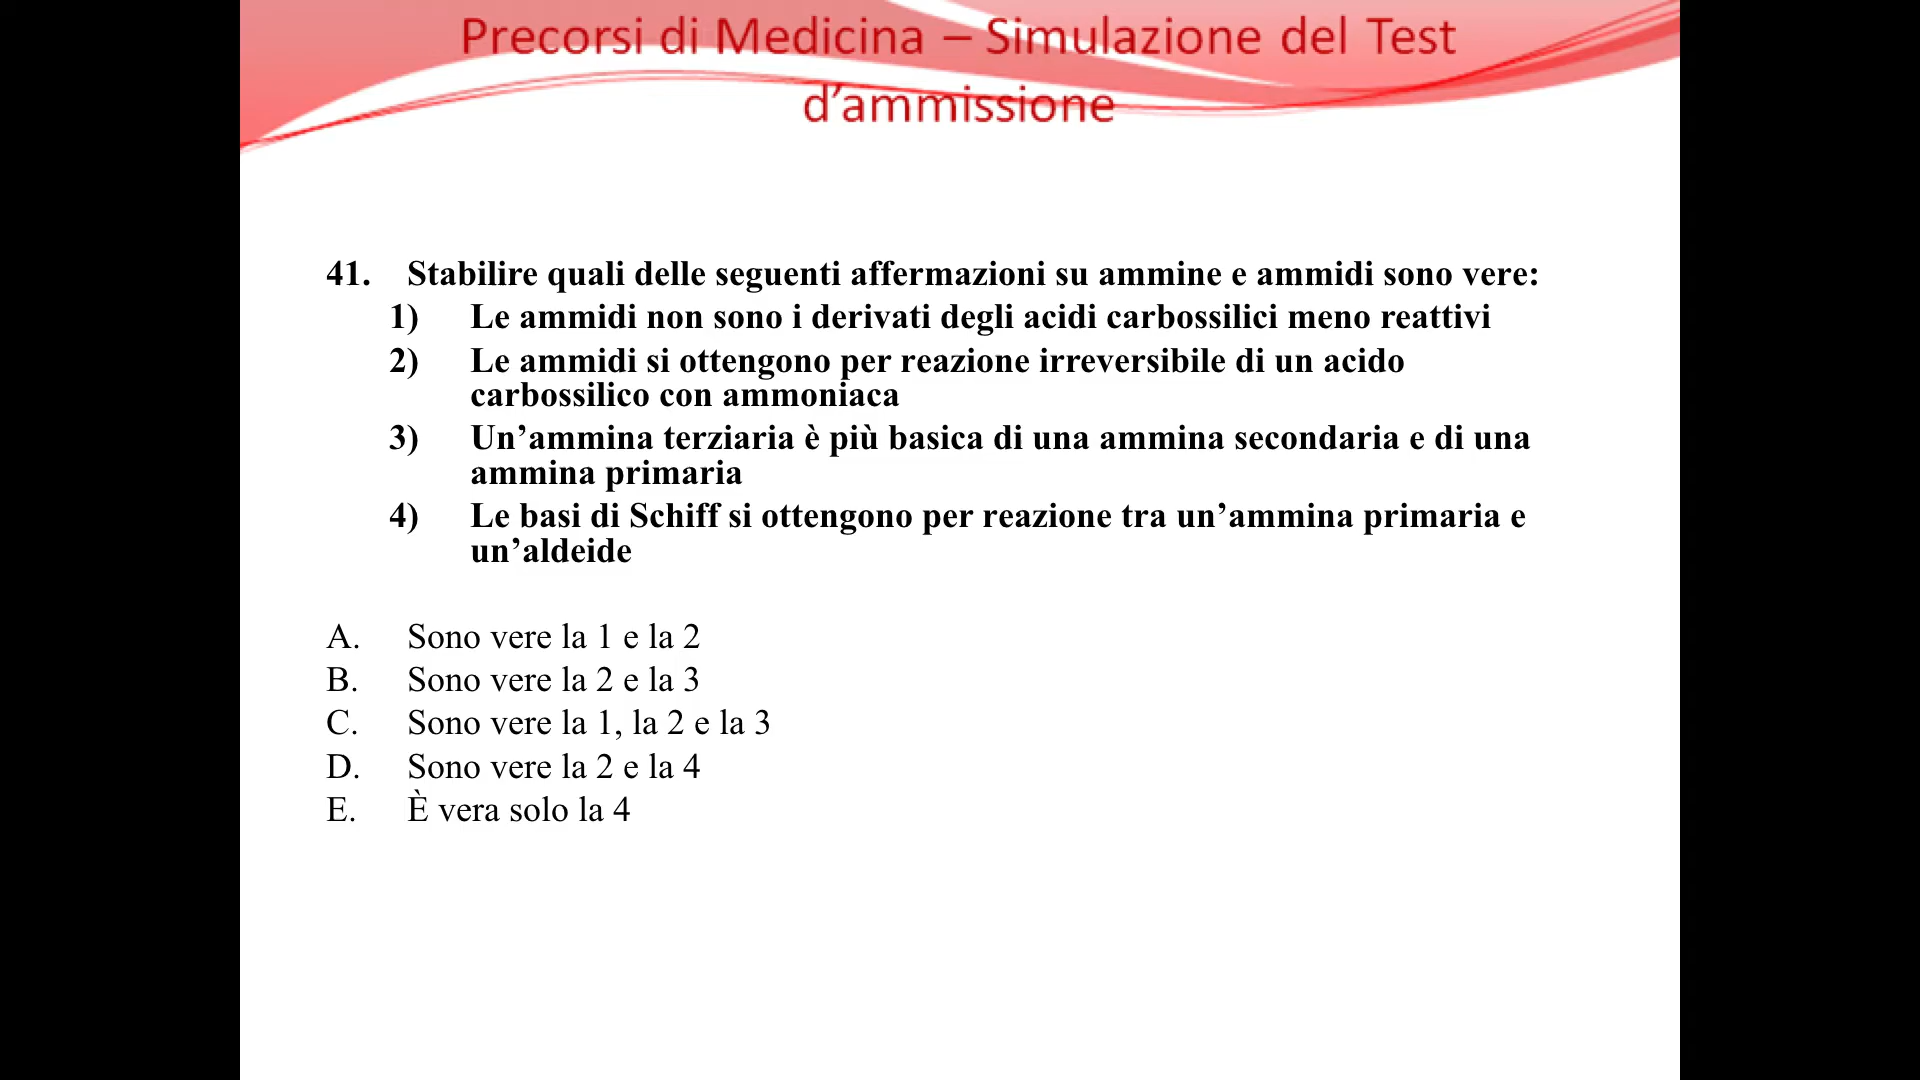 Precorsi di Medicina – Simulazione del Test
d’ammissione
41. Stabilire quali delle seguenti affermazioni su ammine e ammidi sono vere:
1) Le ammidi non sono i derivati degli acidi carbossilici meno reattivi
2) Le ammidi si ottengono per reazione irreversibile di un acido
carbossilico con ammoniaca
3) Un’ammina terziaria è più basica di una ammina secondaria e di una
ammina primaria
4) Le basi di Schiff si ottengono per reazione tra un’ammina primaria e
un’aldeide
A. Sono vere la 1 e la 2
B. Sono vere la 2 e la 3
C. Sono vere la 1, la 2 e la 3
D. Sono vere la 2 e la 4
E. È vera solo la 4